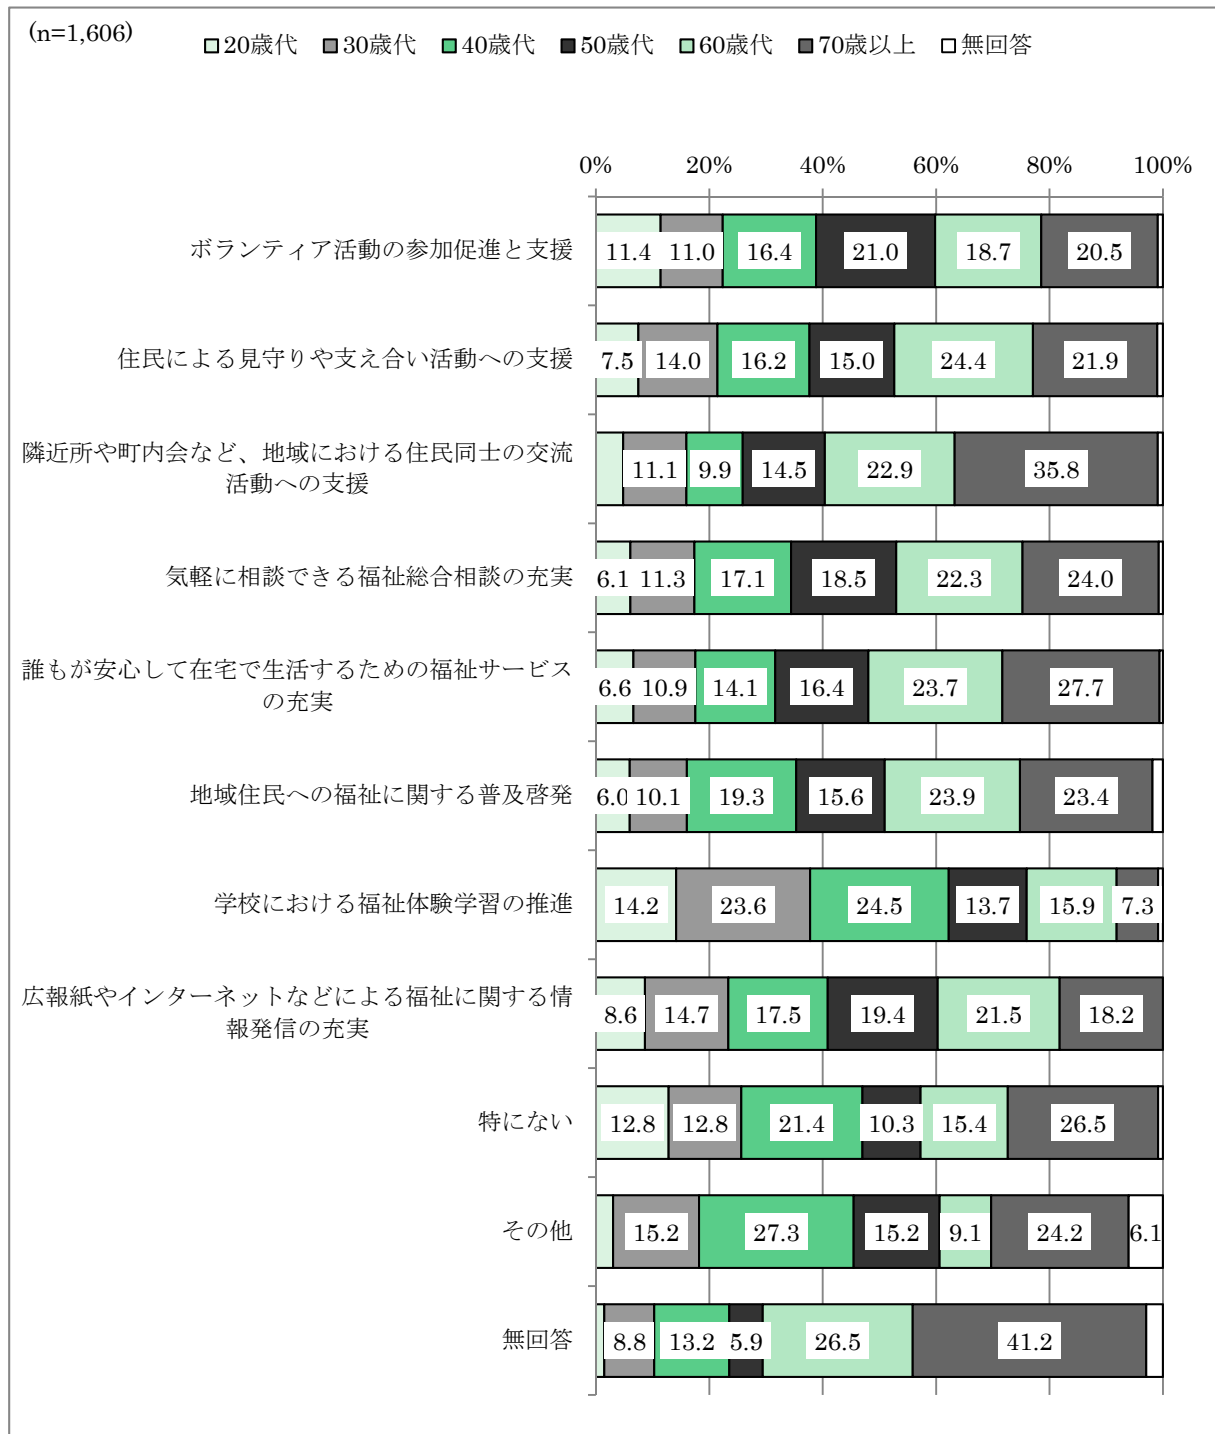 (n=1,606)
20歳代 30歳代 40歳代 50歳代 60歳代 70歳以上 無回答
0% 20% 40% 60% 80% 100%
ボランティア活動の参加促進と支援 11.4 11.0 16.4 21.0 18.7 20.5
住民による見守りや支え合い活動への支援 7.5 14.0 16.2 15.0 24.4 21.9
隣近所や町内会など、地域における住民同士の交流
活動への支援
11.1 9.9 14.5 22.9 35.8
気軽に相談できる福祉総合相談の充実 6.1 11.3 17.1 18.5 22.3 24.0
誰もが安心して在宅で生活するための福祉サービス
の充実
6.6 10.9 14.1 16.4 23.7 27.7
地域住民への福祉に関する普及啓発 6.0 10.1 19.3 15.6 23.9 23.4
学校における福祉体験学習の推進 14.2 23.6 24.5 13.7 15.9 7.3
広報紙やインターネットなどによる福祉に関する情
報発信の充実
8.6 14.7 17.5 19.4 21.5 18.2
特にない 12.8 12.8 21.4 10.3 15.4 26.5
その他 15.2 27.3 15.2 9.1 24.2 6.1
無回答 8.8 13.2 5.9 26.5 41.2